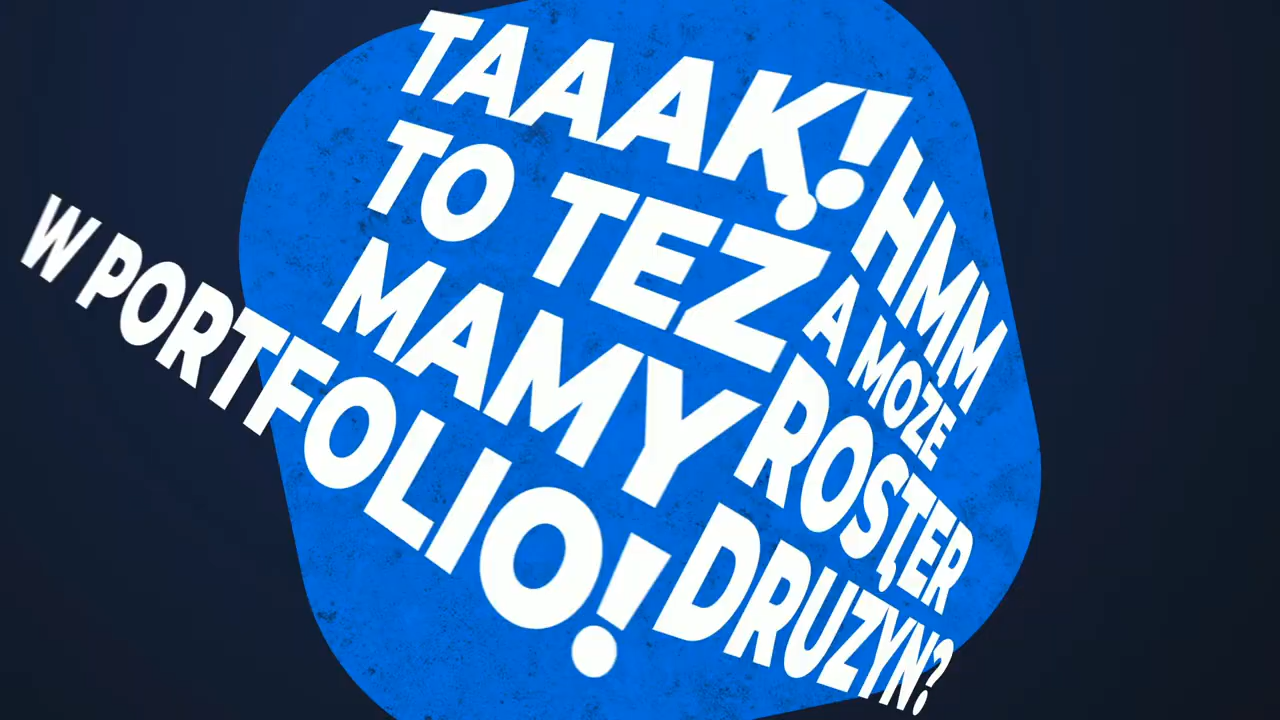 TAAAK!
TO TEŻ
MAMY
W PORTFOLIO!
HMM
A MOŻE
ROSTER
DRUŻYN?